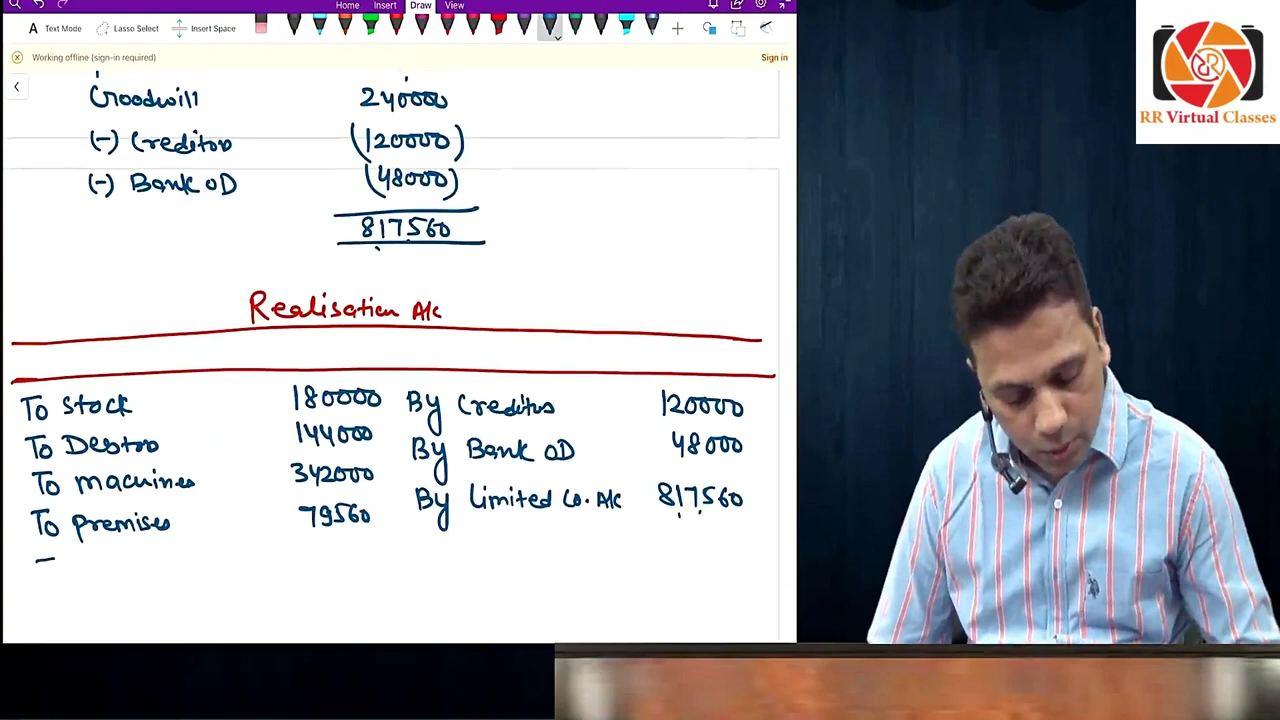 Home Insert Draw View
Text Mode Lasso Select Insert Space
Working offline (sign-in required) Sign in
RR Virtual Classes
Goodwill 240000
(-) Creditors (120000)
(-) Bank OD (48000)
817560
Realisation A/c
To Stock 180000 By Creditors 120000
To Debtors 144000 By Bank OD 48000
To machines 342000 By Limited Co. A/c 817560
To premises 79560